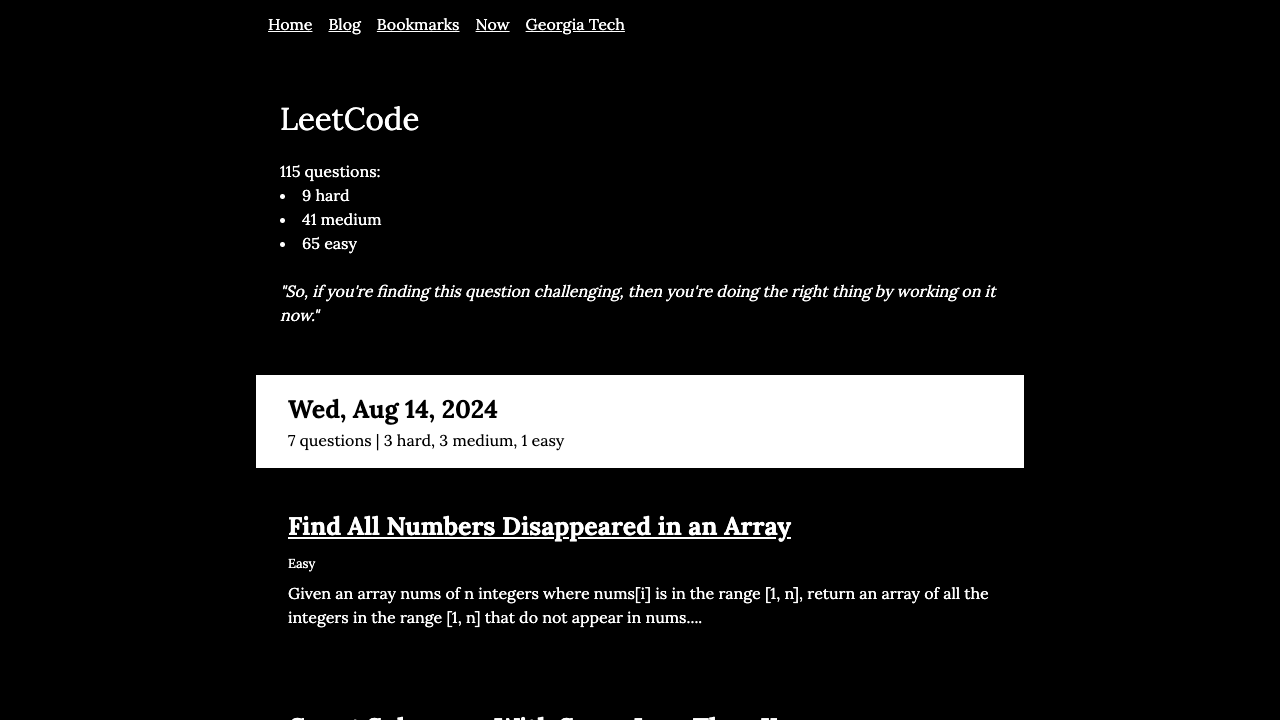 Home Blog Bookmarks Now Georgia Tech
LeetCode
115 questions:
• 9 hard
• 41 medium
• 65 easy
"So, if you're finding this question challenging, then you're doing the right thing by working on it
now."
Wed, Aug 14, 2024
7 questions | 3 hard, 3 medium, 1 easy
Find All Numbers Disappeared in an Array
Easy
Given an array nums of n integers where nums[i] is in the range [1, n], return an array of all the
integers in the range [1, n] that do not appear in nums....